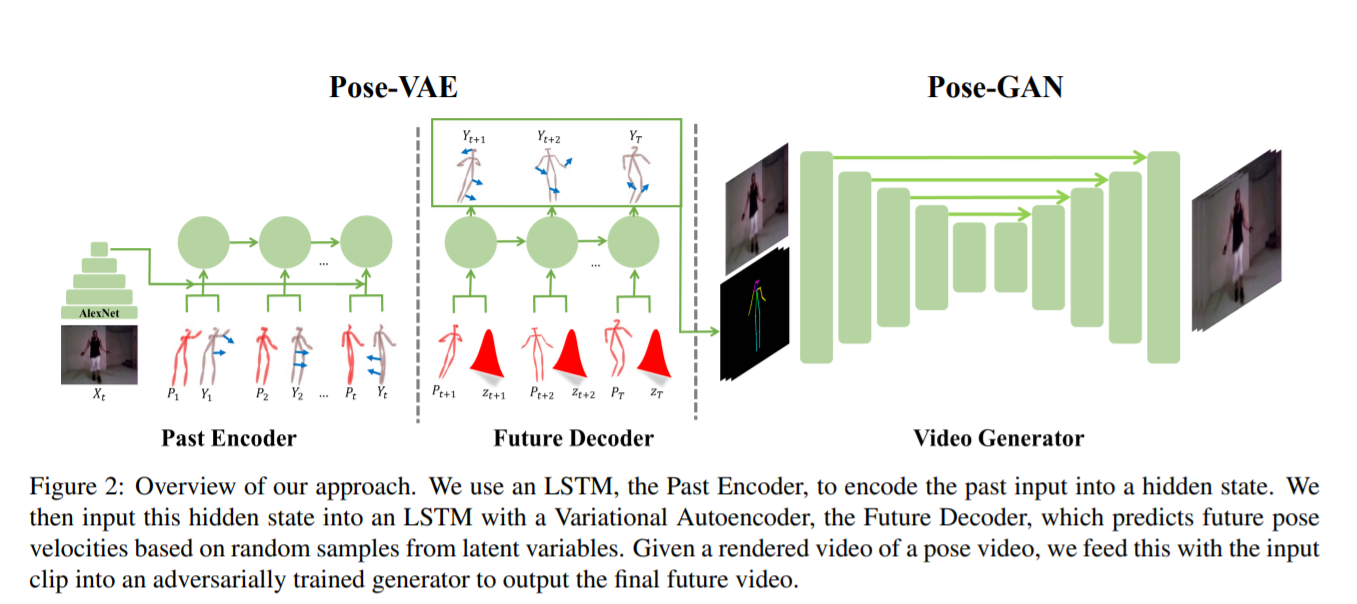 Pose-VAE
Pose-GAN
Y_{t+1}
Y_{t+2}
Y_T
...
...
AlexNet
X_t
P_1
Y_1
P_2
Y_2
...
P_t
Y_t
P_{t+1}
z_{t+1}
P_{t+2}
z_{t+2}
P_T
z_T
Past Encoder
Future Decoder
Video Generator
Figure 2: Overview of our approach. We use an LSTM, the Past Encoder, to encode the past input into a hidden state. We
then input this hidden state into an LSTM with a Variational Autoencoder, the Future Decoder, which predicts future pose
velocities based on random samples from latent variables. Given a rendered video of a pose video, we feed this with the input
clip into an adversarially trained generator to output the final future video.